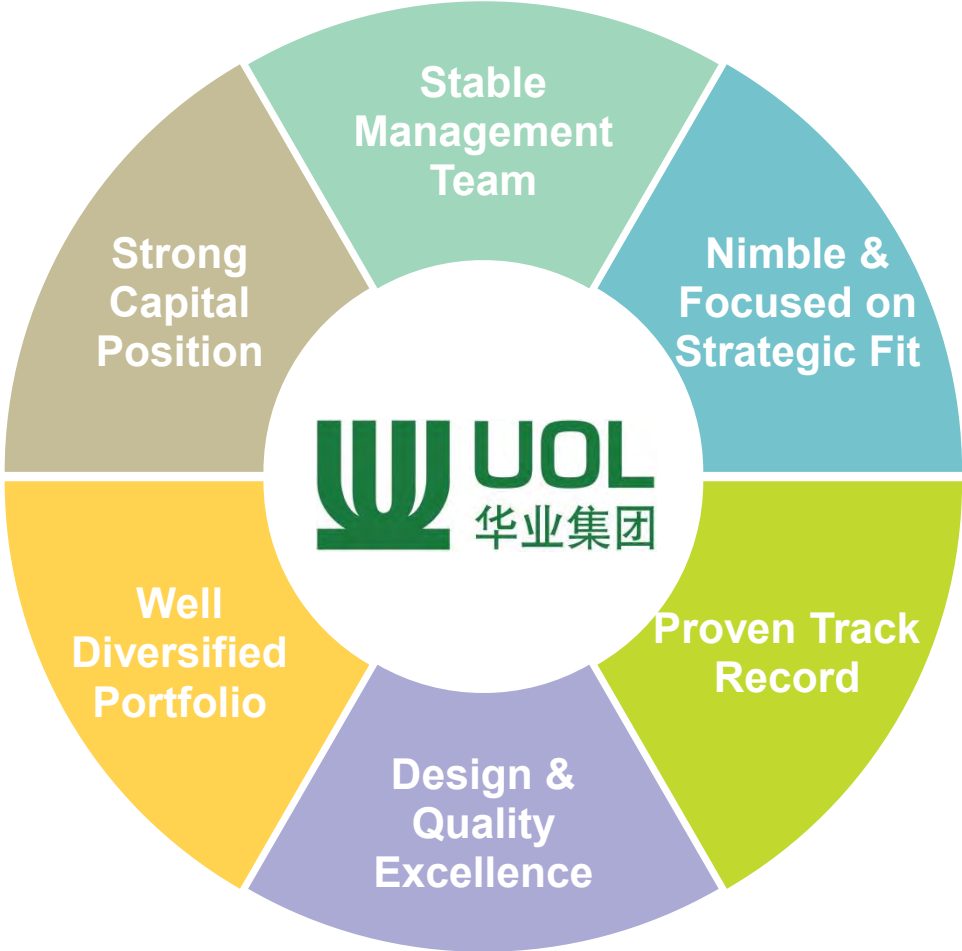 Stable
Management
Team
Nimble &
Focused on
Strategic Fit
Proven Track
Record
Design &
Quality
Excellence
Well
Diversified
Portfolio
Strong
Capital
Position
UOL
华业集团